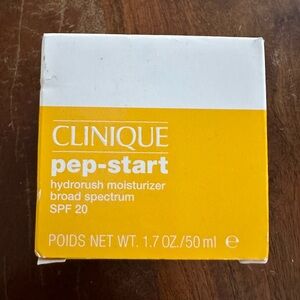 CLINIQUE
pep-start
hydrorush moisturizer
broad spectrum
SPF 20
POIDS NET WT. 1.7 OZ./50 ml ℮